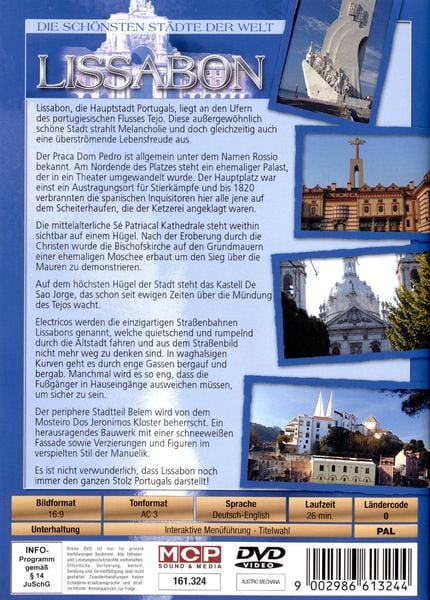 DIE SCHÖNSTEN STÄDTE DER WELT
LISSABON
Lissabon, die Hauptstadt Portugals, liegt an den Ufern
des portugiesischen Flusses Tejo. Diese außergewöhnlich
schöne Stadt strahlt Melancholie und doch gleichzeitig auch
eine überströmende Lebensfreude aus.
Der Praca Dom Pedro ist allgemein unter dem Namen Rossio
bekannt. Am Nordende des Platzes steht ein ehemaliger Palast,
der in ein Theater umgewandelt wurde. Der Hauptplatz war
einst ein Austragungsort für Stierkämpfe und bis 1820
verbrannten die spanischen Inquisitoren hier alle jene auf
dem Scheiterhaufen, die der Ketzerei angeklagt waren.
Die mittelalterliche Sé Patriacal Kathedrale steht weithin
sichtbar auf einem Hügel. Nach der Eroberung durch die
Christen wurde die Bischofskirche auf den Grundmauern
einer ehemaligen Moschee erbaut um den Sieg über die
Mauren zu demonstrieren.
Auf dem höchsten Hügel der Stadt steht das Kastell De
Sao Jorge, das schon seit ewigen Zeiten über die Mündung
des Tejos wacht.
Electricos werden die einzigartigen Straßenbahnen
Lissabons genannt, welche quietschend und rumpelnd
durch die Altstadt fahren und aus dem Straßenbild
nicht mehr weg zu denken sind. In waghalsigen
Kurven geht es durch enge Gassen bergauf und
bergab. Manchmal wird es so eng, dass die
Fußgänger in Hauseingänge ausweichen müssen,
um sicher zu sein.
Der periphere Stadtteil Belem wird von dem
Mosteiro Dos Jeronimos Kloster beherrscht. Ein
herausragendes Bauwerk mit einer schneeweißen
Fassade sowie Verzierungen und Figuren im
verspielten Stil der Manuelik.
Es ist nicht verwunderlich, dass Lissabon noch
immer den ganzen Stolz Portugals darstellt!
Bildformat Tonformat Sprache Laufzeit Ländercode
16:9 AC 3 Deutsch-English 26 min. 0
Unterhaltung Interaktive Menüführung - Titelwahl PAL
INFO-
Programm
gemäß
§ 14
JuSchG
Diese DVD ist nur für private
Vorführungen bestimmt. Alle Urheber-
und Leistungsschutzrechte vorbehalten.
Öffentliche Vorführung, Verleih,
Sendung und Vervielfältigung sind nicht
gestattet. Zuwiderhandlungen haben
Schadensersatzansprüche und straf-
rechtliche Konsequenzen zur Folge.
MCP
SOUND & MEDIA
161.324
DVD
VIDEO
AUSTRO MECHANA
9 002986 613244